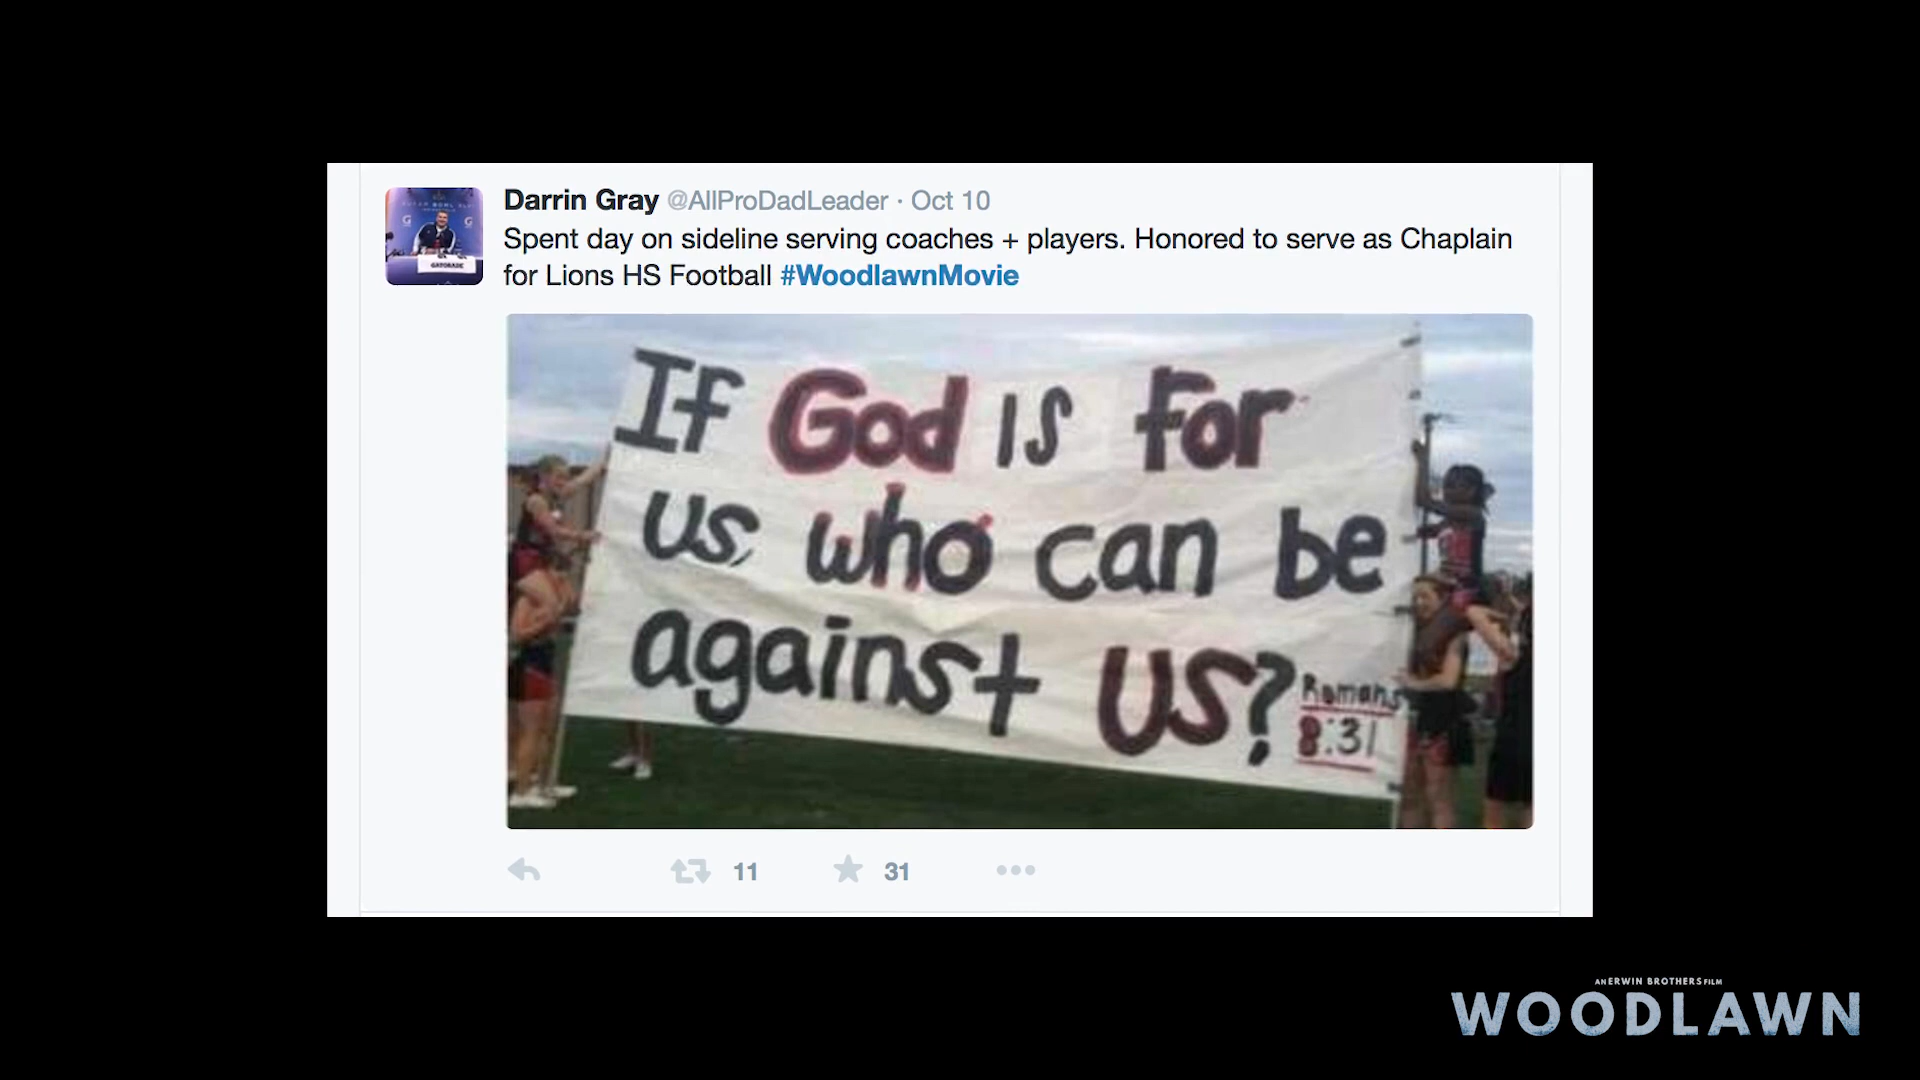 Darrin Gray @AllProDadLeader · Oct 10
Spent day on sideline serving coaches + players. Honored to serve as Chaplain
for Lions HS Football #WoodlawnMovie
GATORADE
If God is for
us, who can be
against us?
Romans
8:31
11 31
AN ERWIN BROTHERS FILM
WOODLAWN